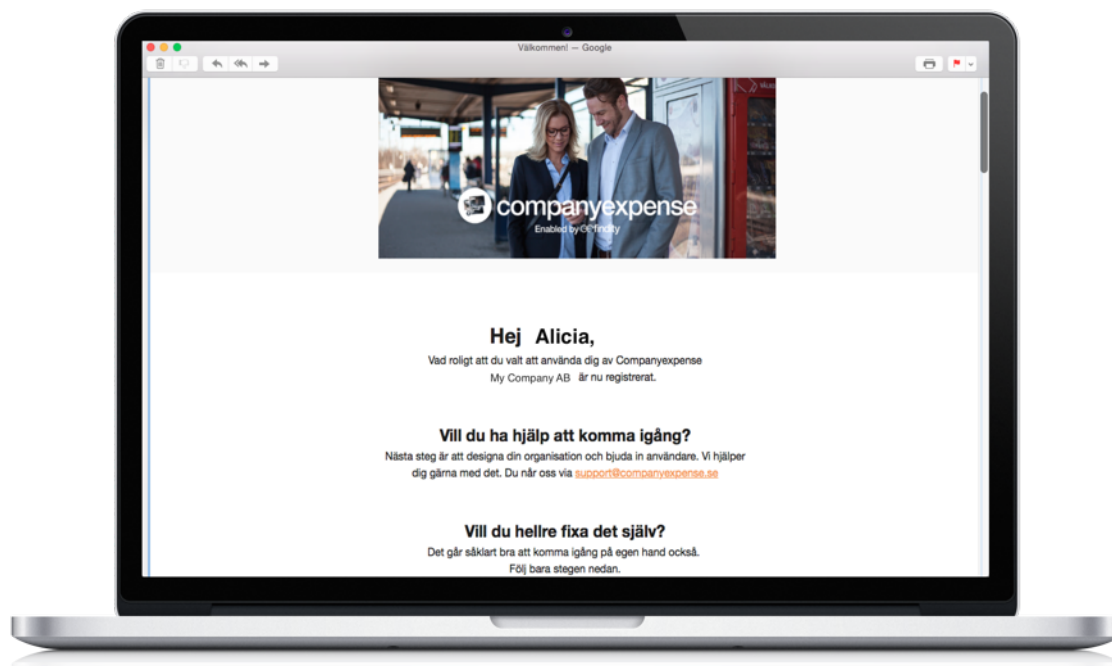 Välkommen! — Google
companyexpense
Enabled by findity
Hej Alicia,
Vad roligt att du valt att använda dig av Companyexpense
My Company AB är nu registrerat.
Vill du ha hjälp att komma igång?
Nästa steg är att designa din organisation och bjuda in användare. Vi hjälper
dig gärna med det. Du når oss via support@companyexpense.se
Vill du hellre fixa det själv?
Det går såklart bra att komma igång på egen hand också.
Följ bara stegen nedan.